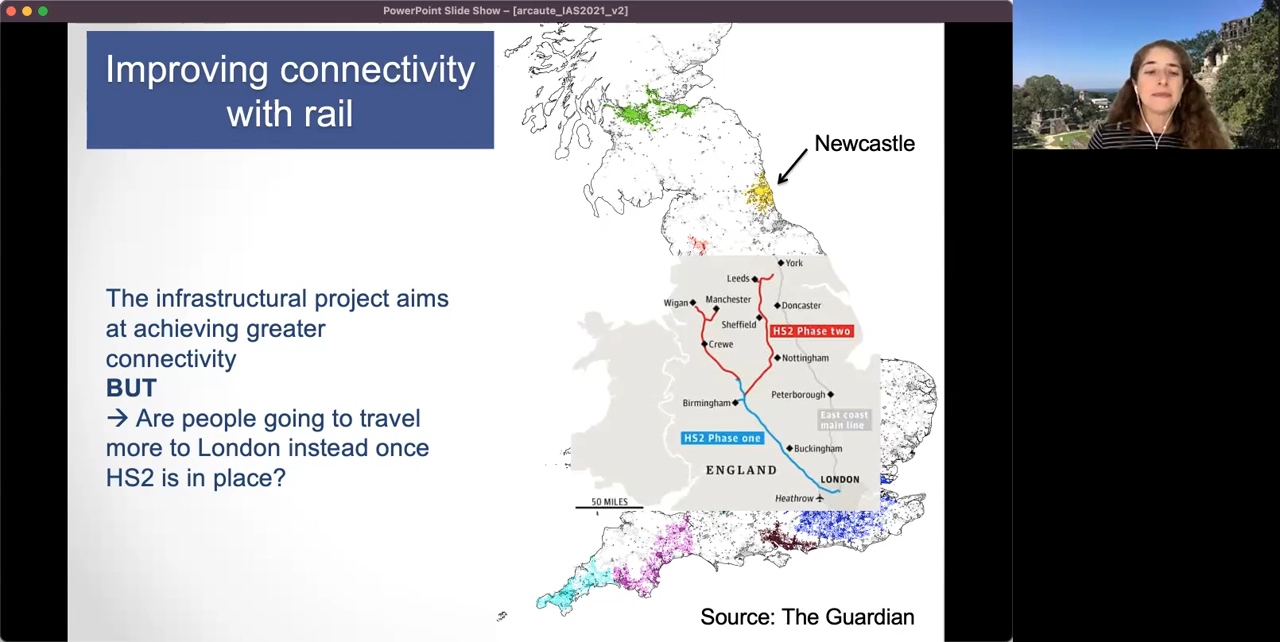 PowerPoint Slide Show – [arcaute_IAS2021_v2]
Improving connectivity
with rail
The infrastructural project aims
at achieving greater
connectivity
BUT
→ Are people going to travel
more to London instead once
HS2 is in place?
Newcastle
York
Leeds
Wigan
Manchester
Doncaster
Sheffield
HS2 Phase two
Crewe
Nottingham
Birmingham
Peterborough
East coast
main line
HS2 Phase one
Buckingham
ENGLAND
LONDON
Heathrow
50 MILES
Source: The Guardian